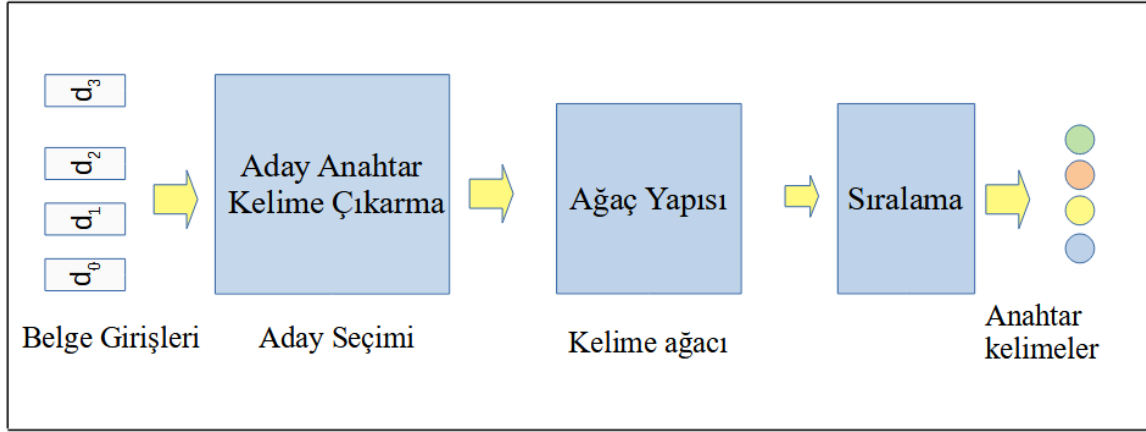 d3
d2
d1
d0
Aday Anahtar
Kelime Çıkarma
Ağaç Yapısı
Sıralama
Belge Girişleri
Aday Seçimi
Kelime ağacı
Anahtar
kelimeler